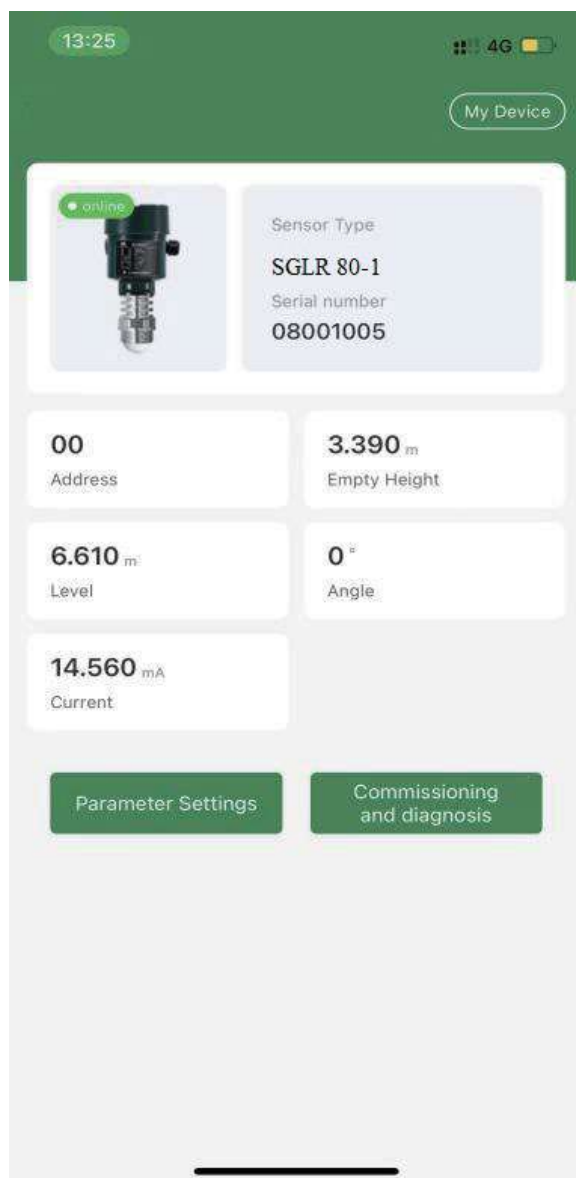 13:25
4G
My Device
online
Sensor Type
SGLR 80-1
Serial number
08001005
00
Address
3.390 m
Empty Height
6.610 m
Level
0 °
Angle
14.560 mA
Current
Parameter Settings
Commissioning
and diagnosis